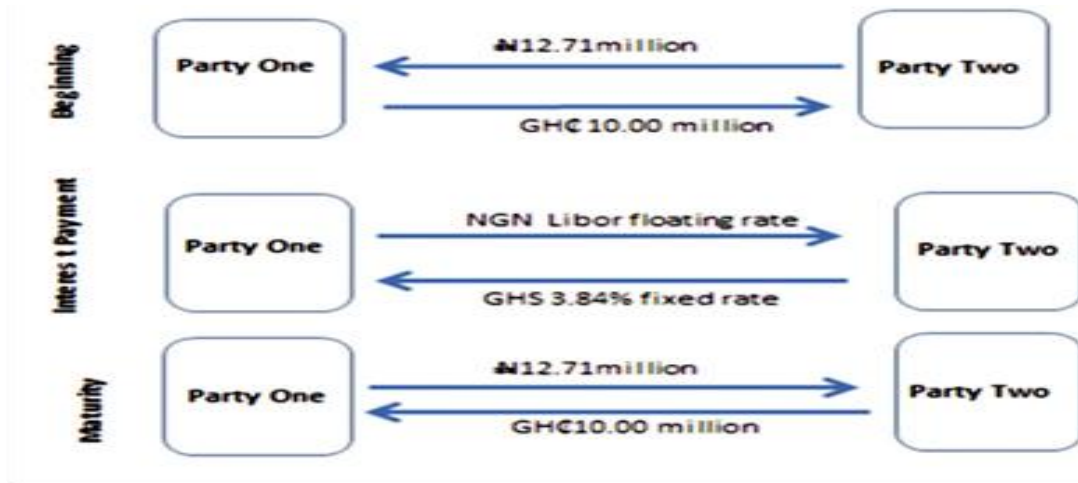 Beginning
Party One
₦12.71million
GH₵ 10.00 million
Party Two
Interest Payment
Party One
NGN Libor floating rate
GHS 3.84% fixed rate
Party Two
Maturity
Party One
₦12.71million
GH₵10.00 million
Party Two